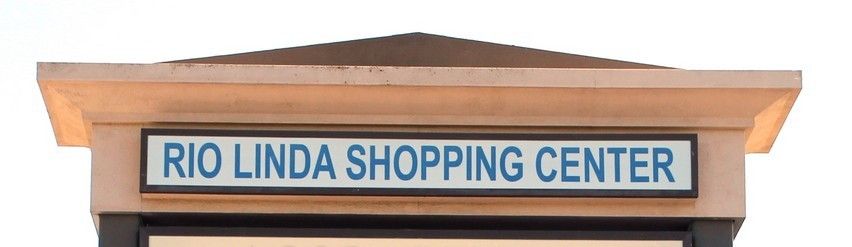 RIO LINDA SHOPPING CENTER